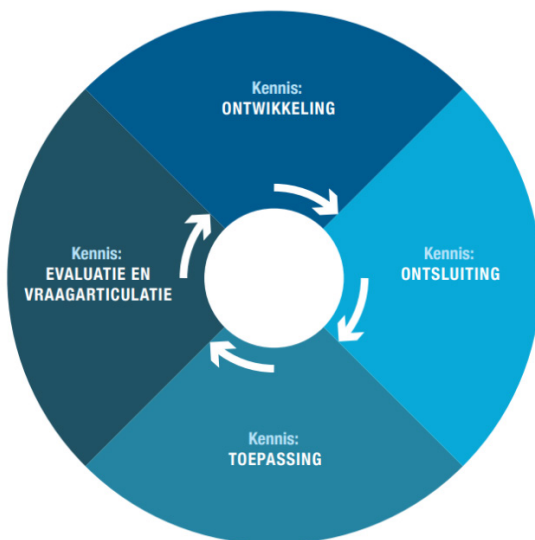 Kennis:
ONTWIKKELING
Kennis:
ONTSLUITING
Kennis:
TOEPASSING
Kennis:
EVALUATIE EN
VRAAGARTICULATIE